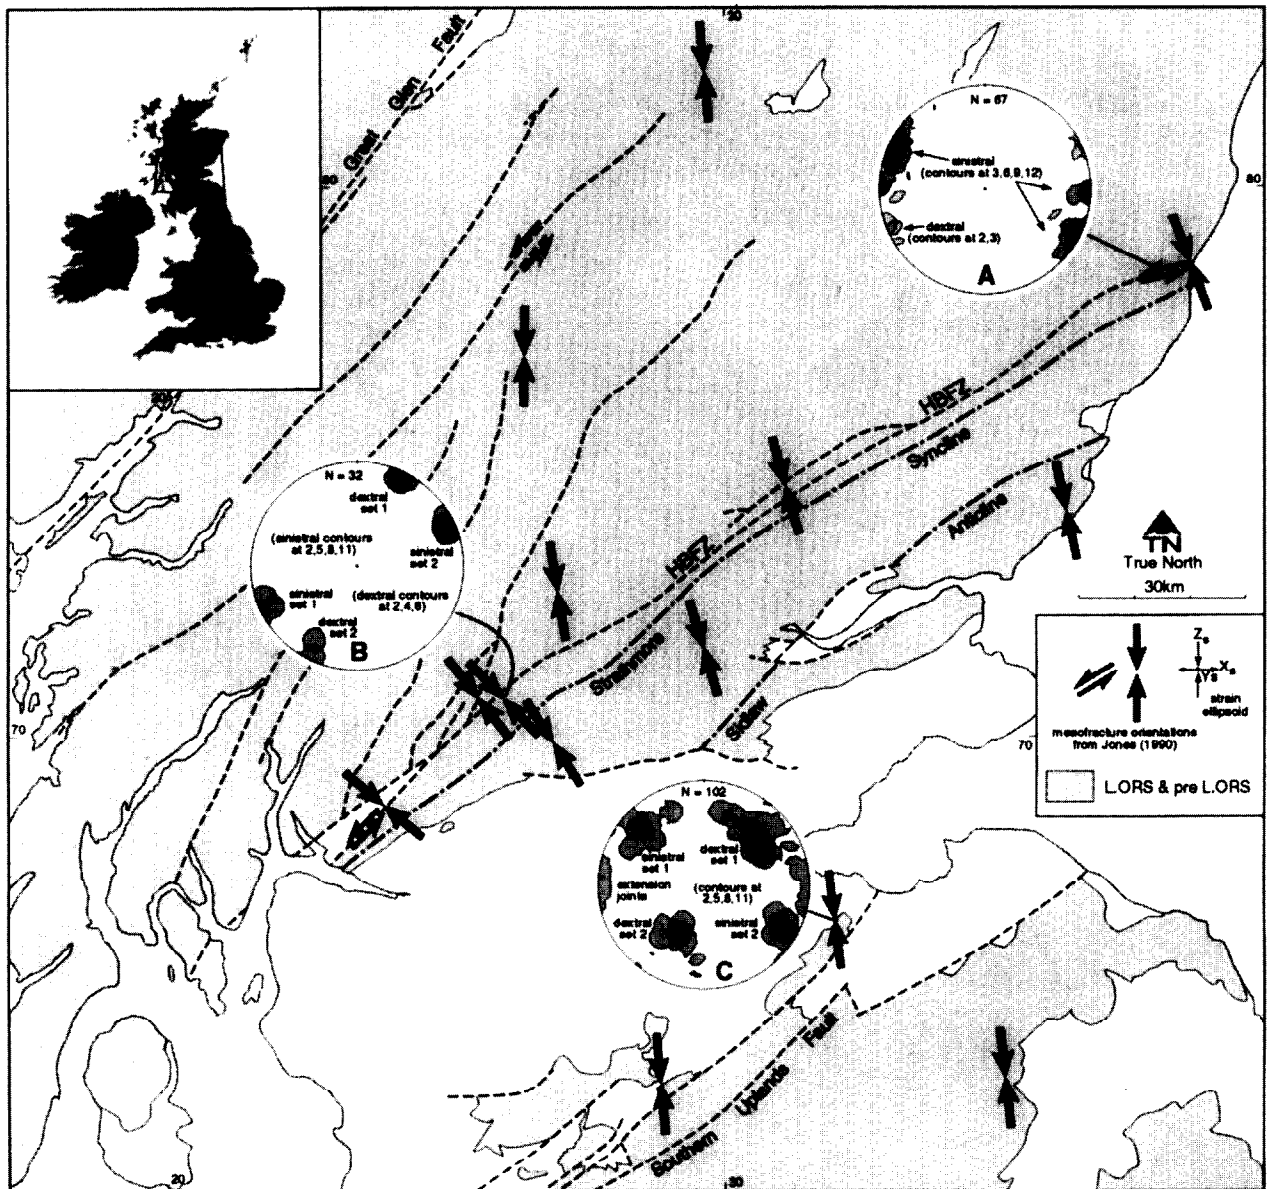 Great Glen Fault
20
80
80
N = 67
sinistral
(contours at 3,6,9,12)
dextral
(contours at 2,3)
A
HBFZ
Syncline
Anticline
TN
True North
30km
N = 32
dextral
set 1
(sinistral contours
at 2,5,8,11)
sinistral
set 2
sinistral
set 1
(dextral contours
at 2,4,6)
dextral
set 2
B
HBFZ
Strathmore
Sidlaw
70
70
Zs
Xs
Ys
strain
ellipsoid
mesofracture orientations
from Jones (1990)
L.ORS & pre L.ORS
N = 102
sinistral
set 1
dextral
set 1
extension
joints
(contours at
2,5,8,11)
dextral
set 2
sinistral
set 2
C
Southern Uplands Fault
20
30